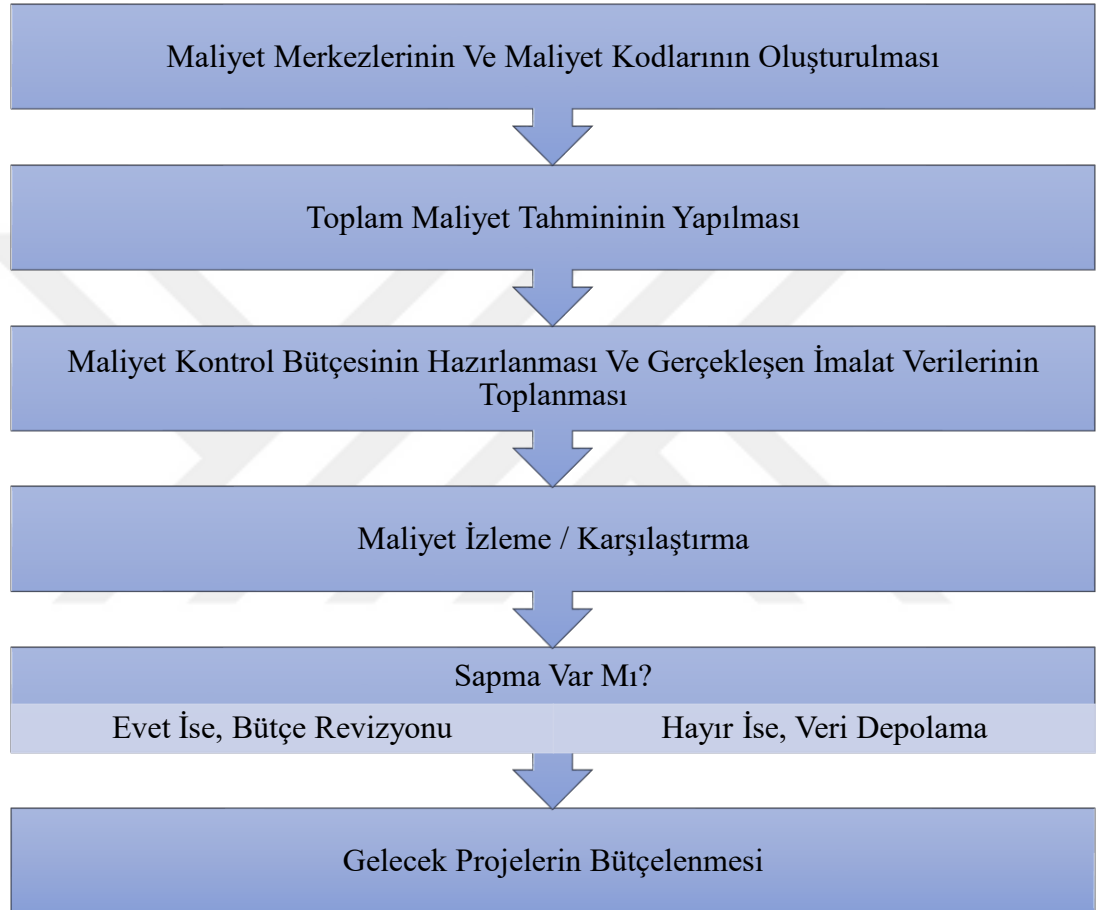 Maliyet Merkezlerinin Ve Maliyet Kodlarının Oluşturulması
Toplam Maliyet Tahmininin Yapılması
Maliyet Kontrol Bütçesinin Hazırlanması Ve Gerçekleşen İmalat Verilerinin
Toplanması
Maliyet İzleme / Karşılaştırma
Sapma Var Mı?
Evet İse, Bütçe Revizyonu
Hayır İse, Veri Depolama
Gelecek Projelerin Bütçelenmesi